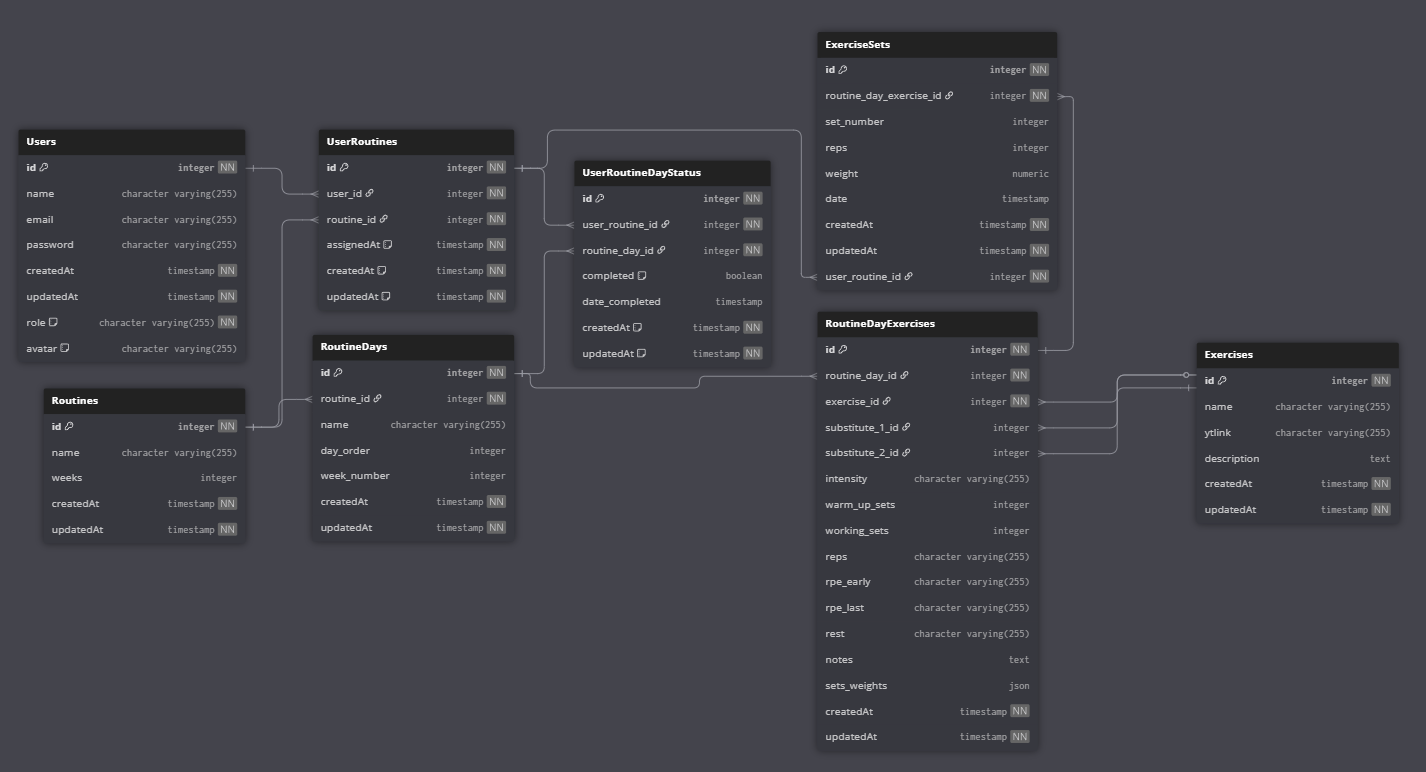 Users
id integer NN
name character varying(255)
email character varying(255)
password character varying(255)
createdAt timestamp NN
updatedAt timestamp NN
role character varying(255) NN
avatar character varying(255)
Routines
id integer NN
name character varying(255)
weeks integer
createdAt timestamp NN
updatedAt timestamp NN
UserRoutines
id integer NN
user_id integer NN
routine_id integer NN
assignedAt timestamp NN
createdAt timestamp NN
updatedAt timestamp NN
RoutineDays
id integer NN
routine_id integer NN
name character varying(255)
day_order integer
week_number integer
createdAt timestamp NN
updatedAt timestamp NN
UserRoutineDayStatus
id integer NN
user_routine_id integer NN
routine_day_id integer NN
completed boolean
date_completed timestamp
createdAt timestamp NN
updatedAt timestamp NN
ExerciseSets
id integer NN
routine_day_exercise_id integer NN
set_number integer
reps integer
weight numeric
date timestamp
createdAt timestamp NN
updatedAt timestamp NN
user_routine_id integer NN
RoutineDayExercises
id integer NN
routine_day_id integer NN
exercise_id integer NN
substitute_1_id integer
substitute_2_id integer
intensity character varying(255)
warm_up_sets integer
working_sets integer
reps character varying(255)
rpe_early character varying(255)
rpe_last character varying(255)
rest character varying(255)
notes text
sets_weights json
createdAt timestamp NN
updatedAt timestamp NN
Exercises
id integer NN
name character varying(255)
ytlink character varying(255)
description text
createdAt timestamp NN
updatedAt timestamp NN